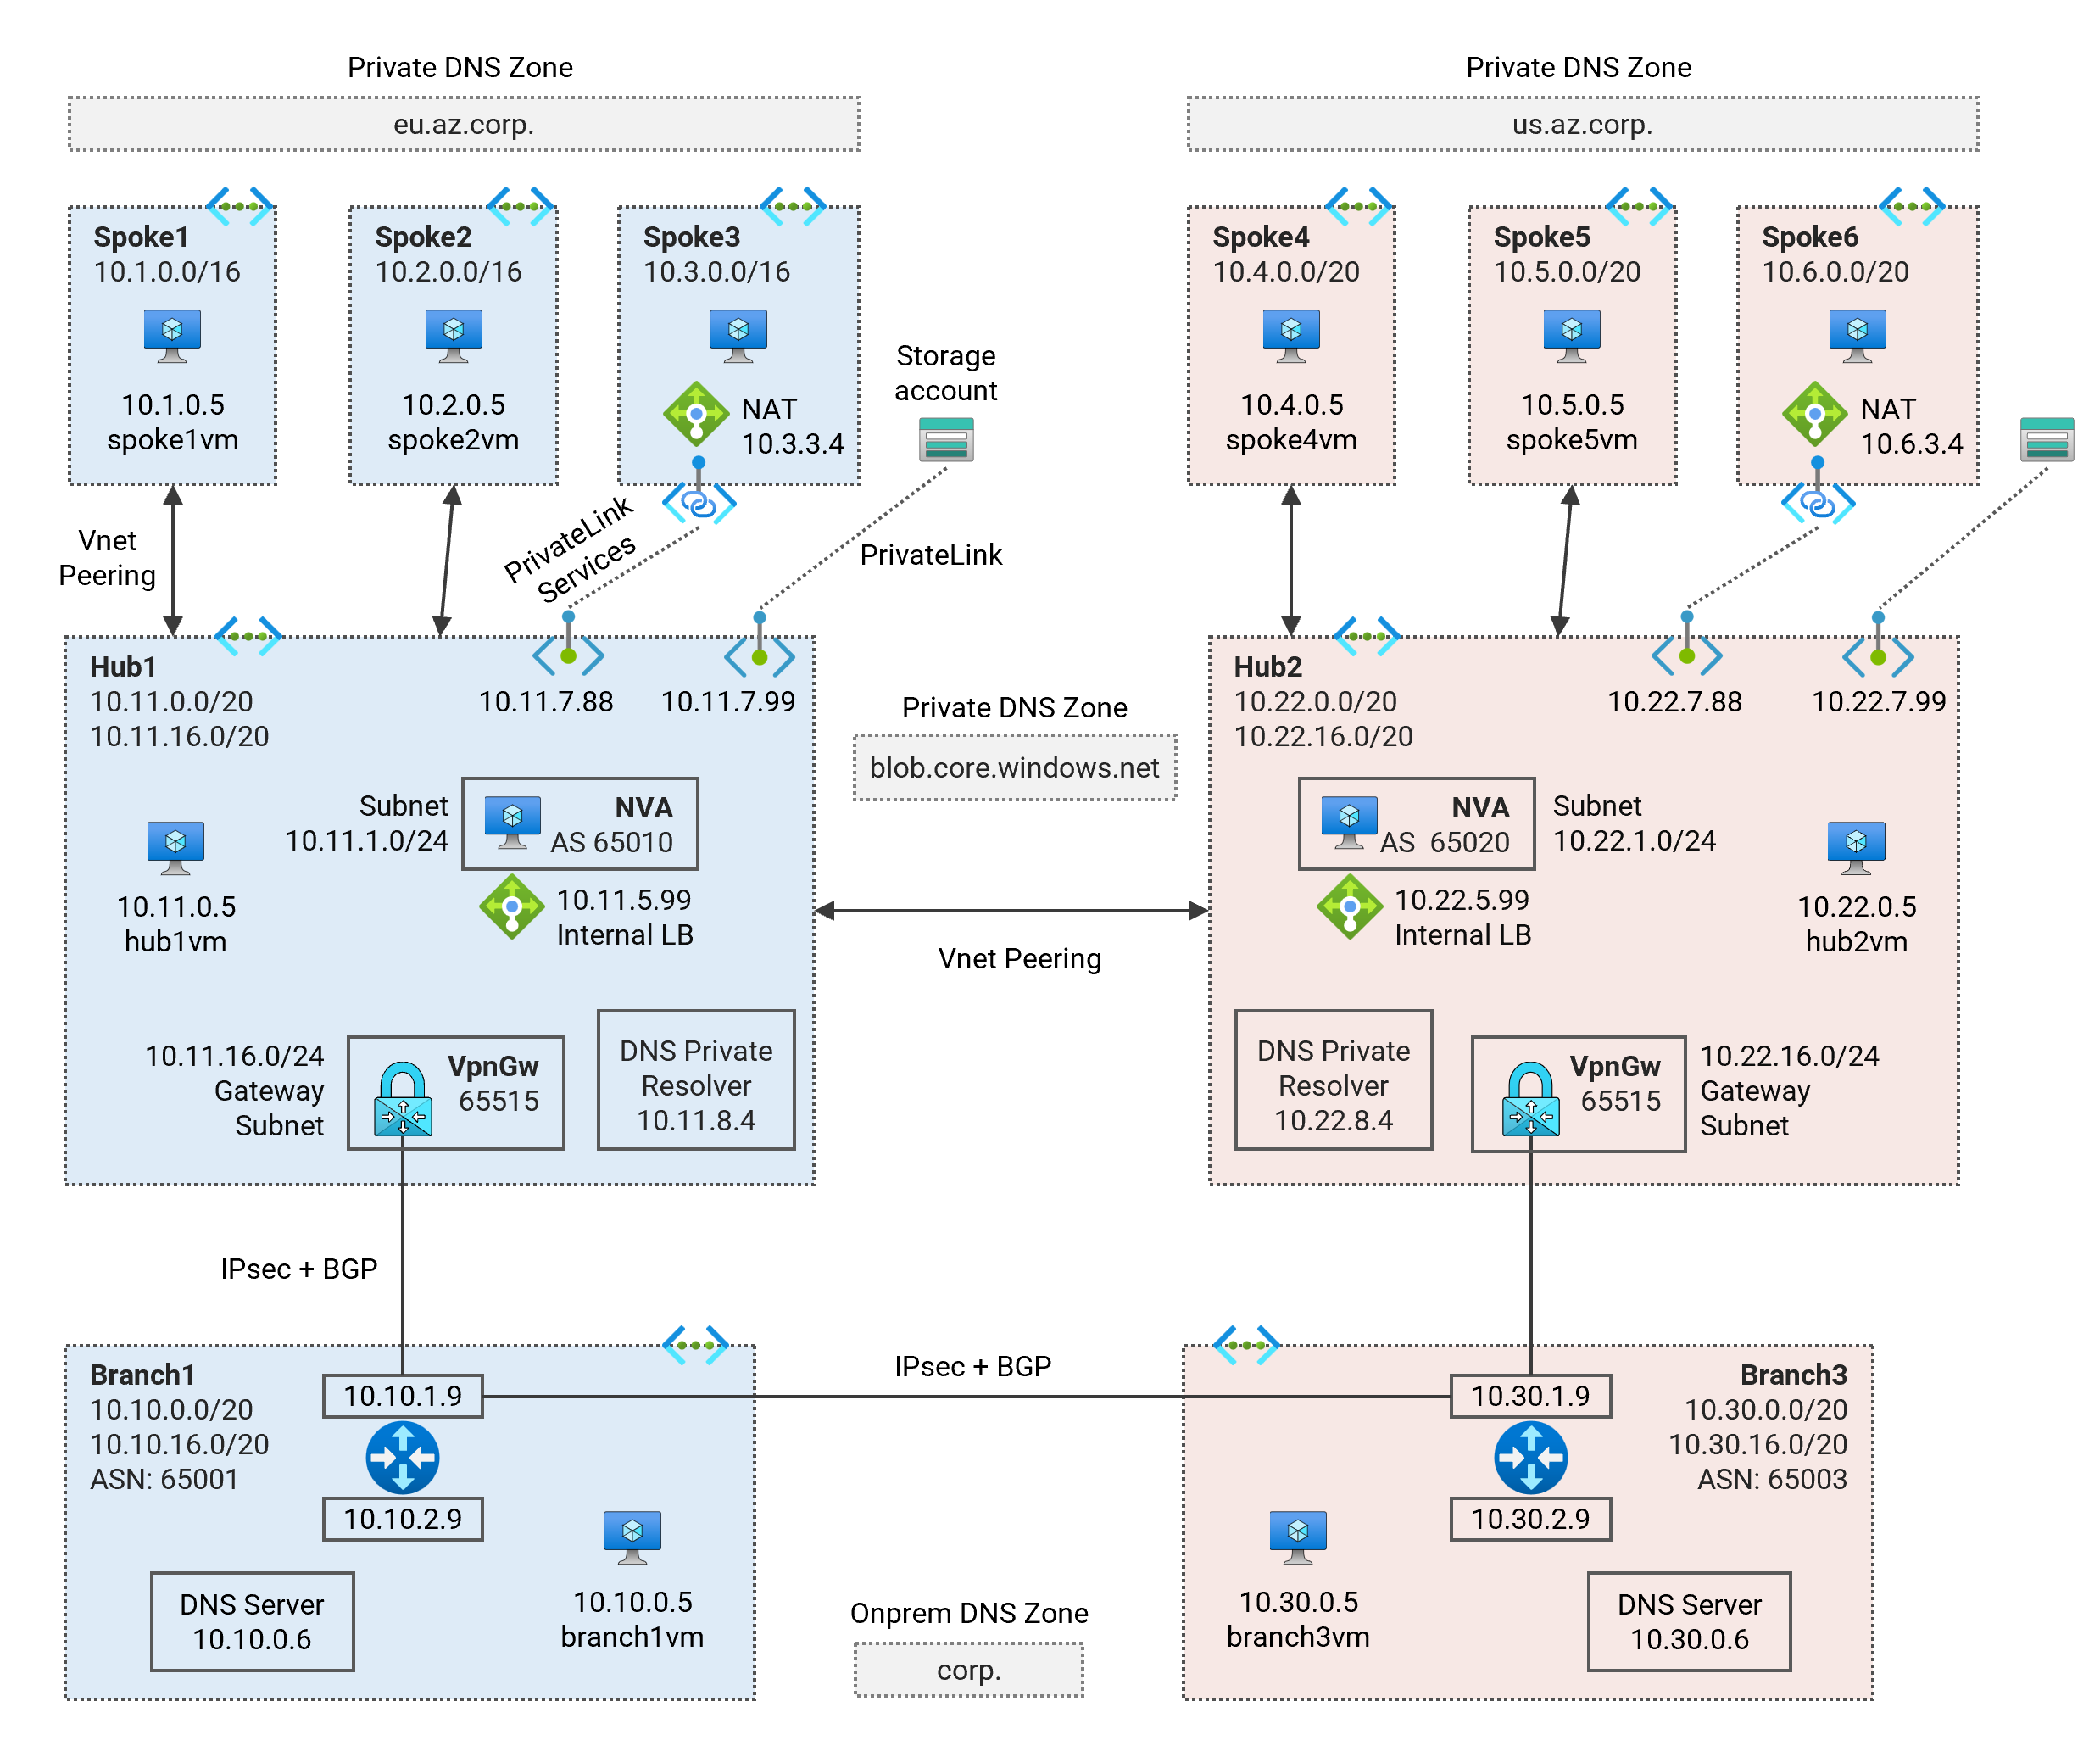 Private DNS Zone
eu.az.corp.
Private DNS Zone
us.az.corp.
Spoke1
10.1.0.0/16
10.1.0.5
spoke1vm
Spoke2
10.2.0.0/16
10.2.0.5
spoke2vm
Spoke3
10.3.0.0/16
NAT
10.3.3.4
Storage
account
Spoke4
10.4.0.0/20
10.4.0.5
spoke4vm
Spoke5
10.5.0.0/20
10.5.0.5
spoke5vm
Spoke6
10.6.0.0/20
NAT
10.6.3.4
Vnet
Peering
PrivateLink
Services
PrivateLink
Hub1
10.11.0.0/20
10.11.16.0/20
10.11.7.88
10.11.7.99
Subnet
10.11.1.0/24
NVA
AS 65010
10.11.0.5
hub1vm
10.11.5.99
Internal LB
10.11.16.0/24
Gateway
Subnet
VpnGw
65515
DNS Private
Resolver
10.11.8.4
Private DNS Zone
blob.core.windows.net
Vnet Peering
Hub2
10.22.0.0/20
10.22.16.0/20
10.22.7.88
10.22.7.99
NVA
AS 65020
Subnet
10.22.1.0/24
10.22.5.99
Internal LB
10.22.0.5
hub2vm
DNS Private
Resolver
10.22.8.4
VpnGw
65515
10.22.16.0/24
Gateway
Subnet
IPsec + BGP
IPsec + BGP
Branch1
10.10.0.0/20
10.10.16.0/20
ASN: 65001
10.10.1.9
10.10.2.9
DNS Server
10.10.0.6
10.10.0.5
branch1vm
Onprem DNS Zone
corp.
Branch3
10.30.0.0/20
10.30.16.0/20
ASN: 65003
10.30.1.9
10.30.2.9
10.30.0.5
branch3vm
DNS Server
10.30.0.6